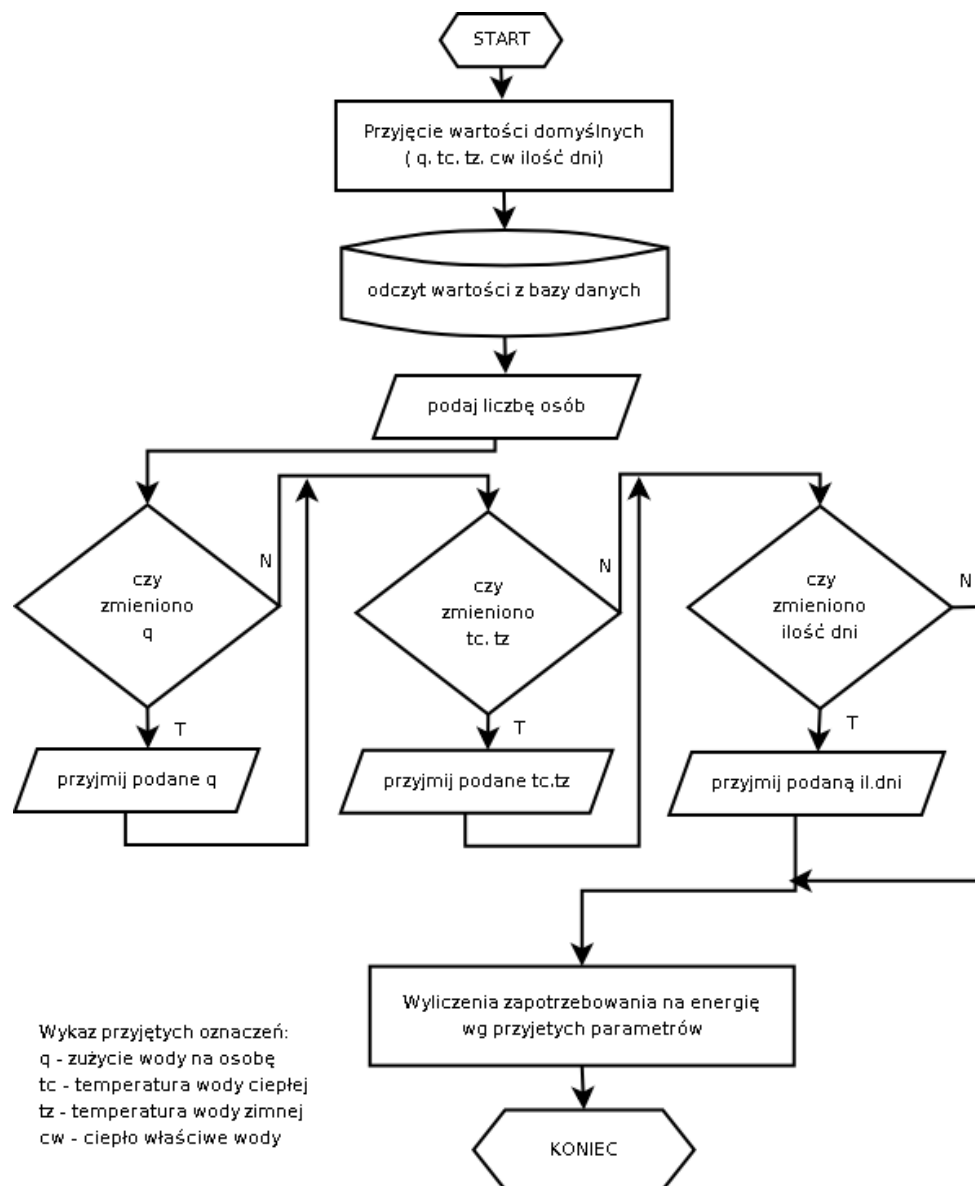 START
Przyjęcie wartości domyślnych
( q. tc. tz. cw ilość dni)
odczyt wartości z bazy danych
podaj liczbę osób
czy
zmieniono
q
N
T
przyjmij podane q
czy
zmieniono
tc. tz
N
T
przyjmij podane tc.tz
czy
zmieniono
ilość dni
N
T
przyjmij podaną il.dni
Wyliczenia zapotrzebowania na energię
wg przyjetych parametrów
KONIEC
Wykaz przyjętych oznaczeń:
q - zużycie wody na osobę
tc - temperatura wody ciepłej
tz - temperatura wody zimnej
cw - ciepło właściwe wody